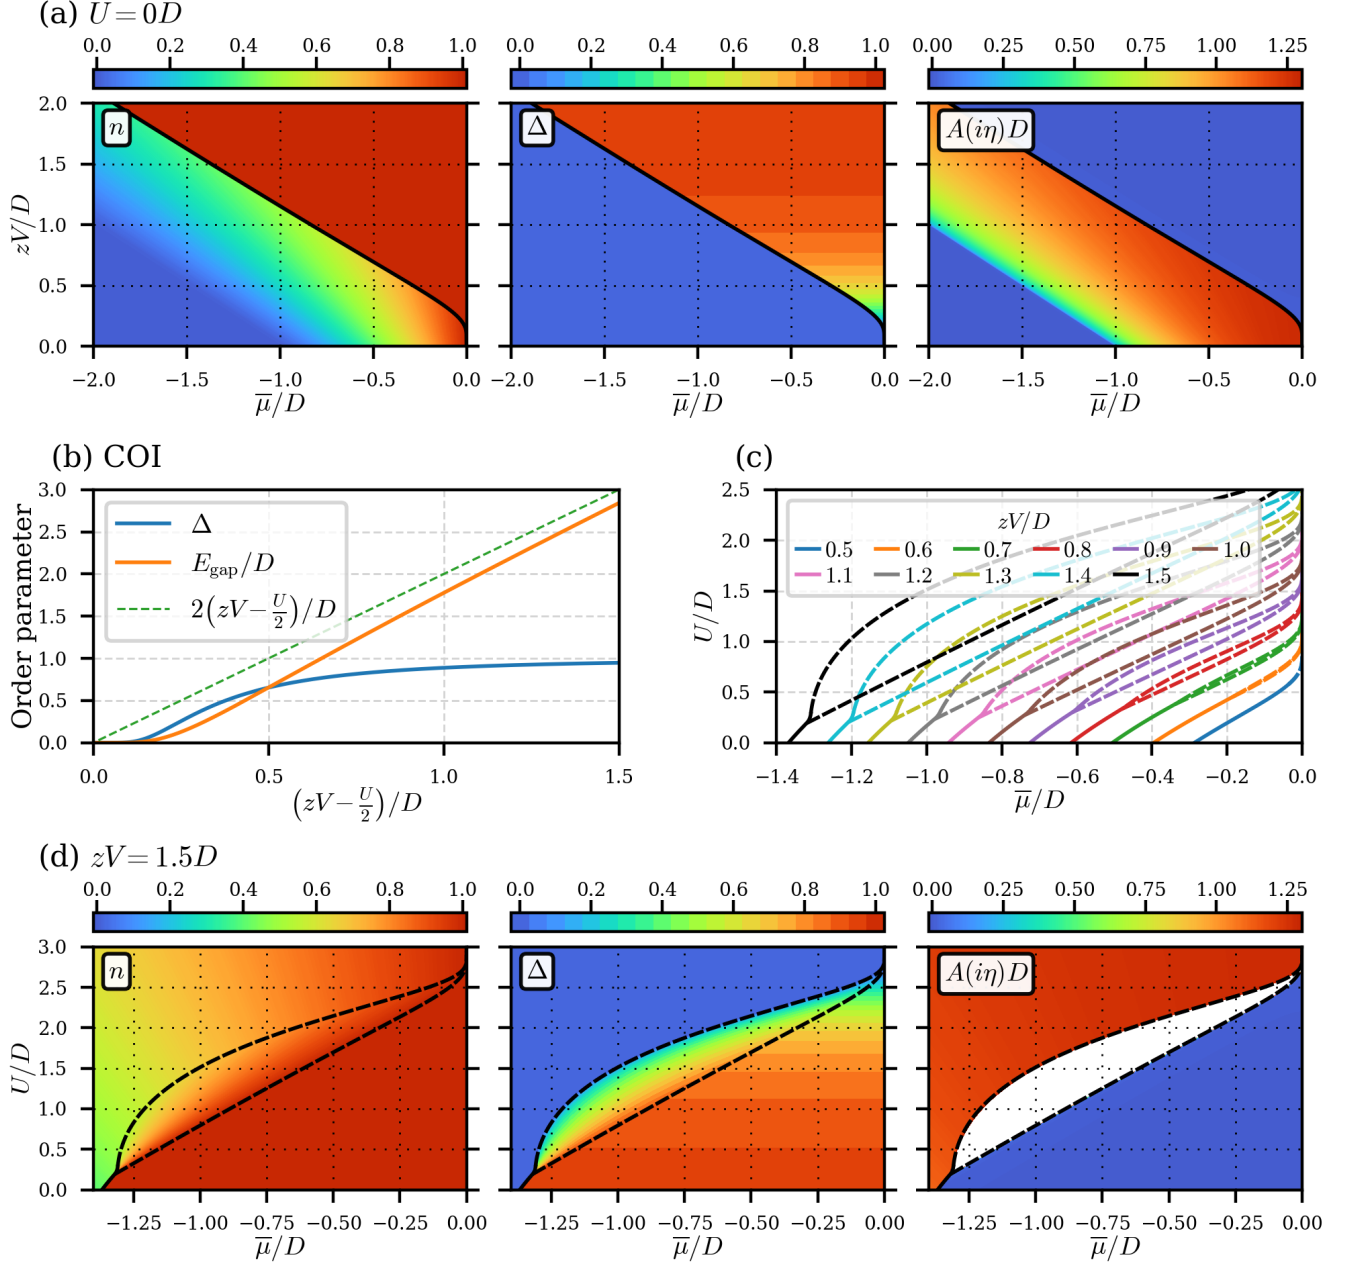 (a) U = 0D
0.0 0.2 0.4 0.6 0.8 1.0
0.0 0.2 0.4 0.6 0.8 1.0
0.00 0.25 0.50 0.75 1.00 1.25
n
Δ
A(iη)D
zV/D
2.0
1.5
1.0
0.5
0.0
−2.0 −1.5 −1.0 −0.5 0.0
−2.0 −1.5 −1.0 −0.5 0.0
−2.0 −1.5 −1.0 −0.5 0.0
μ̅/D
μ̅/D
μ̅/D
(b) COI
Order parameter
3.0
2.5
2.0
1.5
1.0
0.5
0.0
Δ
E_gap/D
2(zV − U/2)/D
0.0 0.5 1.0 1.5
(zV − U/2)/D
(c)
U/D
2.5
2.0
1.5
1.0
0.5
0.0
zV/D
0.5 0.6 0.7 0.8 0.9 1.0
1.1 1.2 1.3 1.4 1.5
−1.4 −1.2 −1.0 −0.8 −0.6 −0.4 −0.2 0.0
μ̅/D
(d) zV = 1.5D
0.0 0.2 0.4 0.6 0.8 1.0
0.0 0.2 0.4 0.6 0.8 1.0
0.00 0.25 0.50 0.75 1.00 1.25
n
Δ
A(iη)D
U/D
3.0
2.5
2.0
1.5
1.0
0.5
0.0
−1.25 −1.00 −0.75 −0.50 −0.25 0.00
−1.25 −1.00 −0.75 −0.50 −0.25 0.00
−1.25 −1.00 −0.75 −0.50 −0.25 0.00
μ̅/D
μ̅/D
μ̅/D